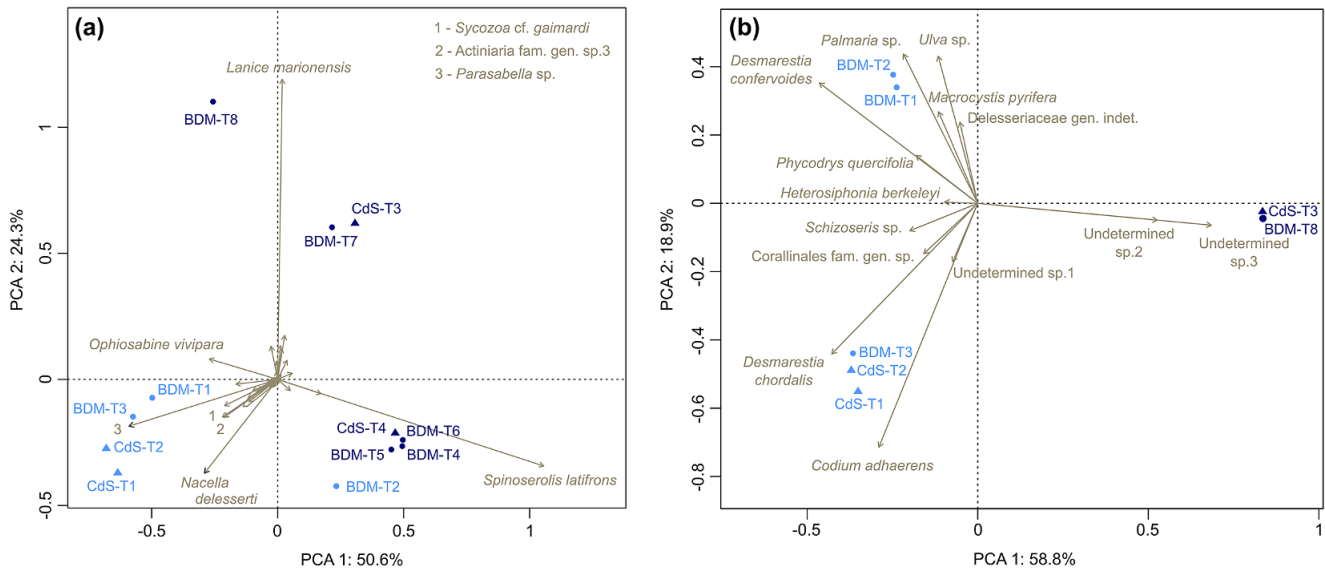 (a)
1 - Sycozoa cf. gaimardi
2 - Actiniaria fam. gen. sp.3
3 - Parasabella sp.
Lanice marionensis
BDM-T8
CdS-T3
BDM-T7
Ophiosabine vivipara
BDM-T1
BDM-T3
3
1
2
CdS-T2
CdS-T1
Nacella
delesserti
CdS-T4
BDM-T6
BDM-T5
BDM-T4
BDM-T2
Spinoserolis latifrons
1
0.5
0
-0.5
PCA 2: 24.3%
-0.5
0
0.5
1
PCA 1: 50.6%
(b)
Palmaria sp.
Ulva sp.
Desmarestia
confervoides
BDM-T2
BDM-T1
Macrocystis pyrifera
Delesseriaceae gen. indet.
Phycodrys quercifolia
Heterosiphonia berkeleyi
Schizoseris sp.
Corallinales fam. gen. sp.
Undetermined sp.1
Undetermined
sp.2
Undetermined
sp.3
CdS-T3
BDM-T8
BDM-T3
CdS-T2
CdS-T1
Desmarestia
chordalis
Codium adhaerens
0.4
0.2
0
-0.2
-0.4
-0.6
-0.8
PCA 2: 18.9%
-0.5
0
0.5
1
PCA 1: 58.8%